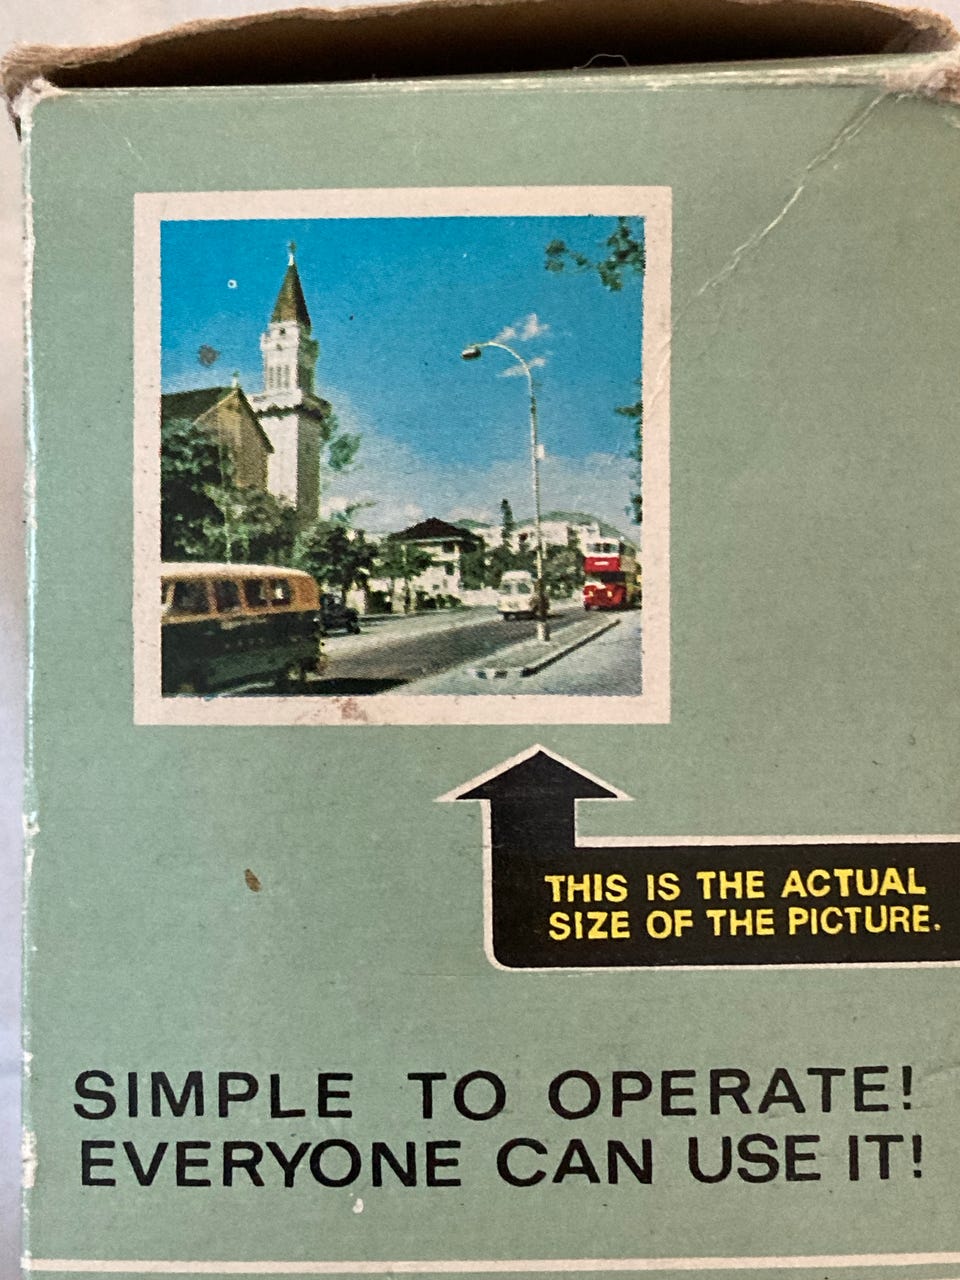 THIS IS THE ACTUAL
SIZE OF THE PICTURE.
SIMPLE TO OPERATE!
EVERYONE CAN USE IT!